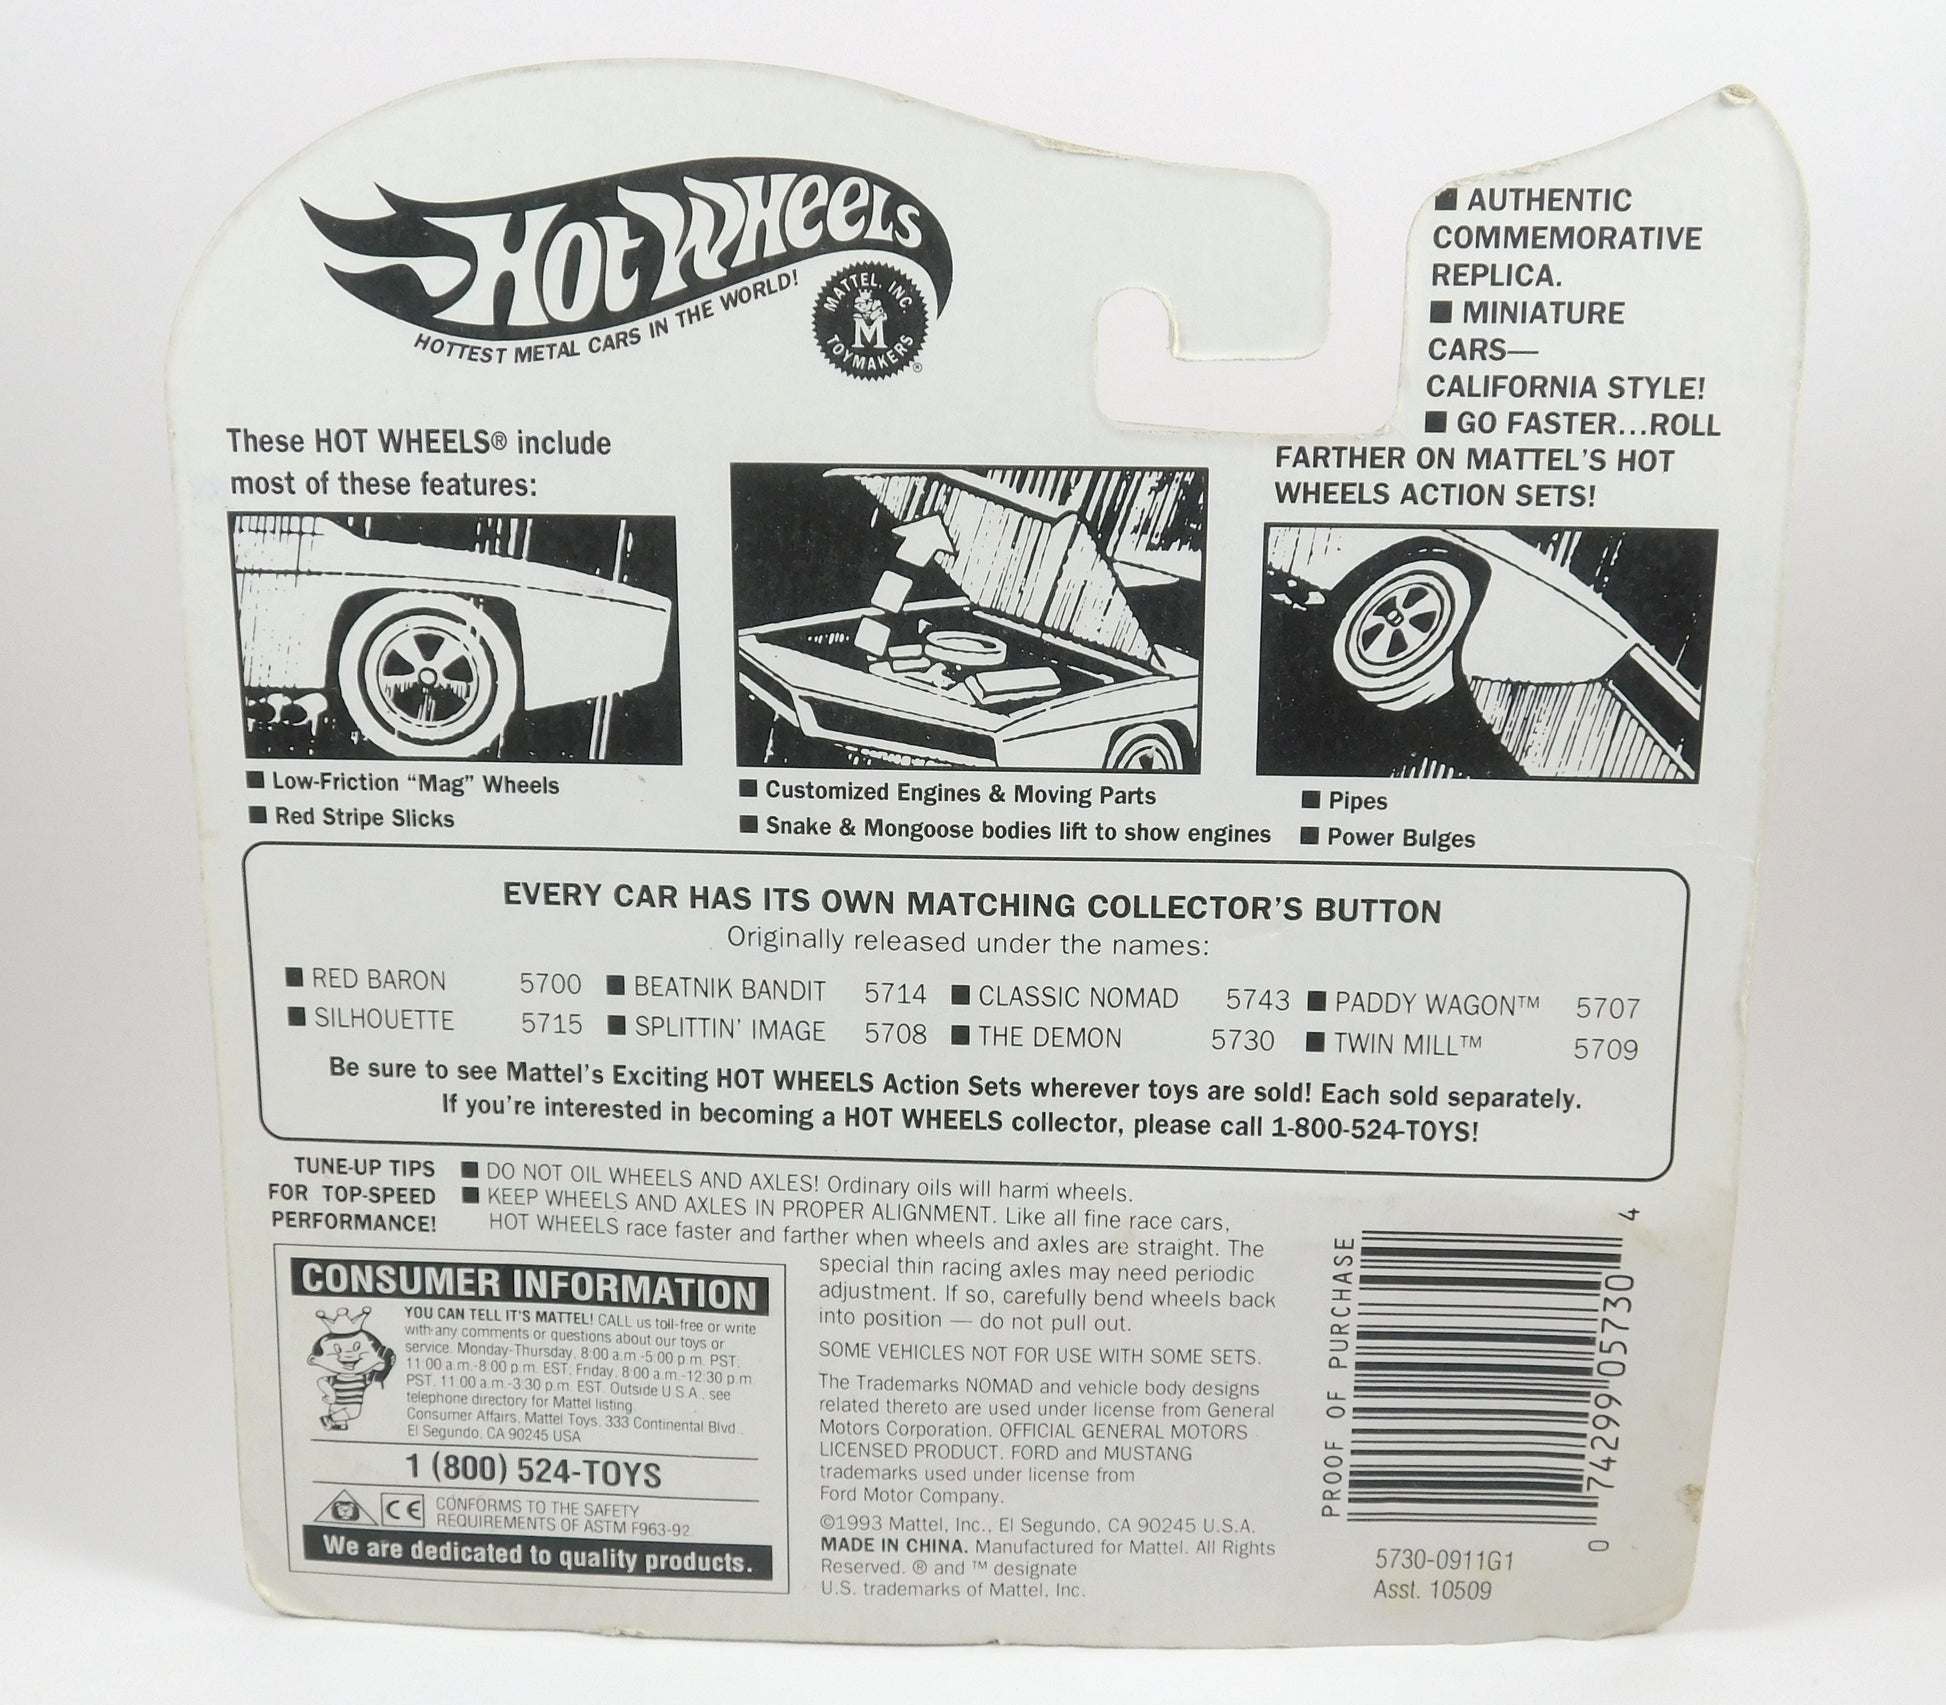 Hot Wheels
HOTTEST METAL CARS IN THE WORLD!
MATTEL, INC.
M
TOYMAKERS
®
■ AUTHENTIC
COMMEMORATIVE
REPLICA.
■ MINIATURE
CARS—
CALIFORNIA STYLE!
■ GO FASTER...ROLL
FARTHER ON MATTEL'S HOT
WHEELS ACTION SETS!
These HOT WHEELS® include
most of these features:
■ Low-Friction “Mag” Wheels
■ Red Stripe Slicks
■ Customized Engines & Moving Parts
■ Snake & Mongoose bodies lift to show engines
■ Pipes
■ Power Bulges
EVERY CAR HAS ITS OWN MATCHING COLLECTOR'S BUTTON
Originally released under the names:
■ RED BARON 5700 ■ BEATNIK BANDIT 5714 ■ CLASSIC NOMAD 5743 ■ PADDY WAGON™ 5707
■ SILHOUETTE 5715 ■ SPLITTIN' IMAGE 5708 ■ THE DEMON 5730 ■ TWIN MILL™ 5709
Be sure to see Mattel's Exciting HOT WHEELS Action Sets wherever toys are sold! Each sold separately.
If you're interested in becoming a HOT WHEELS collector, please call 1-800-524-TOYS!
TUNE-UP TIPS
FOR TOP-SPEED
PERFORMANCE!
■ DO NOT OIL WHEELS AND AXLES! Ordinary oils will harm wheels.
■ KEEP WHEELS AND AXLES IN PROPER ALIGNMENT. Like all fine race cars,
HOT WHEELS race faster and farther when wheels and axles are straight. The
special thin racing axles may need periodic
adjustment. If so, carefully bend wheels back
into position — do not pull out.
SOME VEHICLES NOT FOR USE WITH SOME SETS.
The Trademarks NOMAD and vehicle body designs
related thereto are used under license from General
Motors Corporation. OFFICIAL GENERAL MOTORS
LICENSED PRODUCT. FORD and MUSTANG
trademarks used under license from
Ford Motor Company.
©1993 Mattel, Inc., El Segundo, CA 90245 U.S.A.
MADE IN CHINA. Manufactured for Mattel. All Rights
Reserved. ® and ™ designate
U.S. trademarks of Mattel, Inc.
CONSUMER INFORMATION
YOU CAN TELL IT'S MATTEL! CALL us toll-free or write
with any comments or questions about our toys or
service. Monday-Thursday, 8:00 a.m.-5:00 p.m. PST;
11:00 a.m.-8:00 p.m. EST; Friday, 8:00 a.m.-12:30 p.m.
PST, 11:00 a.m.-3:30 p.m. EST. Outside U.S.A., see
telephone directory for Mattel listing.
Consumer Affairs, Mattel Toys, 333 Continental Blvd.,
El Segundo, CA 90245 USA
1 (800) 524-TOYS
CE
CONFORMS TO THE SAFETY
REQUIREMENTS OF ASTM F963-92
We are dedicated to quality products.
PROOF OF PURCHASE
0 74299 05730 4
5730-0911G1
Asst. 10509